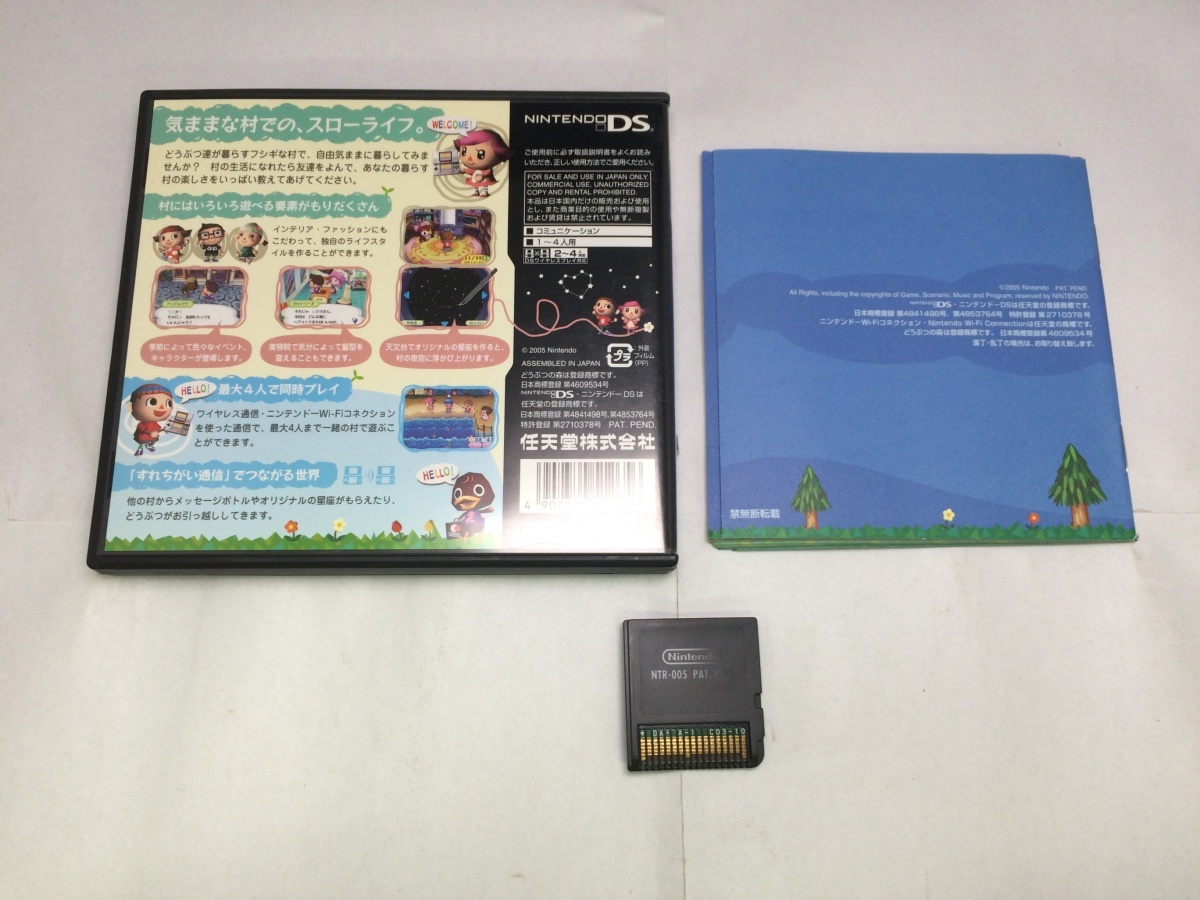 気ままな村での、スローライフ。
WELCOME!
どうぶつ達が暮らすフシギな村で、自由気ままに暮らしてみま
せんか? 村の生活になれたら友達をよんで、あなたの暮らす
村の楽しさをいっぱい教えてあげてください。
村にはいろいろ遊べる要素がもりだくさん
インテリア・ファッションにも
こだわって、独自のライフスタ
イルを作ることができます。
季節によって色々なイベント、
キャラクターが登場します。
美容院で気分によって髪型を
変えることもできます。
天文台でオリジナルの星座を作ると、
村の夜空に浮かび上がります。
HELLO!
最大4人で同時プレイ
ワイヤレス通信・ニンテンドーWi-Fiコネクション
を使った通信で、最大4人まで一緒の村で遊ぶこ
とができます。
「すれちがい通信」でつながる世界
HELLO!
他の村からメッセージボトルやオリジナルの星座がもらえたり、
どうぶつがお引っ越ししてきます。
NINTENDO DS
ご使用前に必ず取扱説明書をよくお読み
いただき、正しい使用方法でご愛用ください。
FOR SALE AND USE IN JAPAN ONLY.
COMMERCIAL USE, UNAUTHORIZED
COPY AND RENTAL PROHIBITED.
本品は日本国内だけの販売および使用
とし、また商業目的の使用や無断複製
および賃貸は禁止されています。
■コミュニケーション
■1〜4人用
2〜4人
DSワイヤレスプレイ対応
© 2005 Nintendo
ASSEMBLED IN JAPAN
プラ
外装
フィルム
(PP)
どうぶつの森は登録商標です。
日本商標登録 第4609534号
NINTENDO DS・ニンテンドー DSは
任天堂の登録商標です。
日本商標登録 第4841498号、第4853764号
特許登録 第2710378号 PAT. PEND.
任天堂株式会社
©2005 Nintendo PAT. PEND.
All Rights, including the copyrights of Game, Scenario, Music and Program, reserved by NINTENDO.
NINTENDO DS・ニンテンドーDSは任天堂の登録商標です。
日本商標登録 第4841498号、第4853764号 特許登録 第2710378号
ニンテンドーWi-Fiコネクション・Nintendo Wi-Fi Connectionは任天堂の商標です。
どうぶつの森は登録商標です。日本商標登録第4609534号
落丁・乱丁の場合は、お取り替え致します。
禁無断転載
Nintendo
NTR-005 PAT.
C03-10